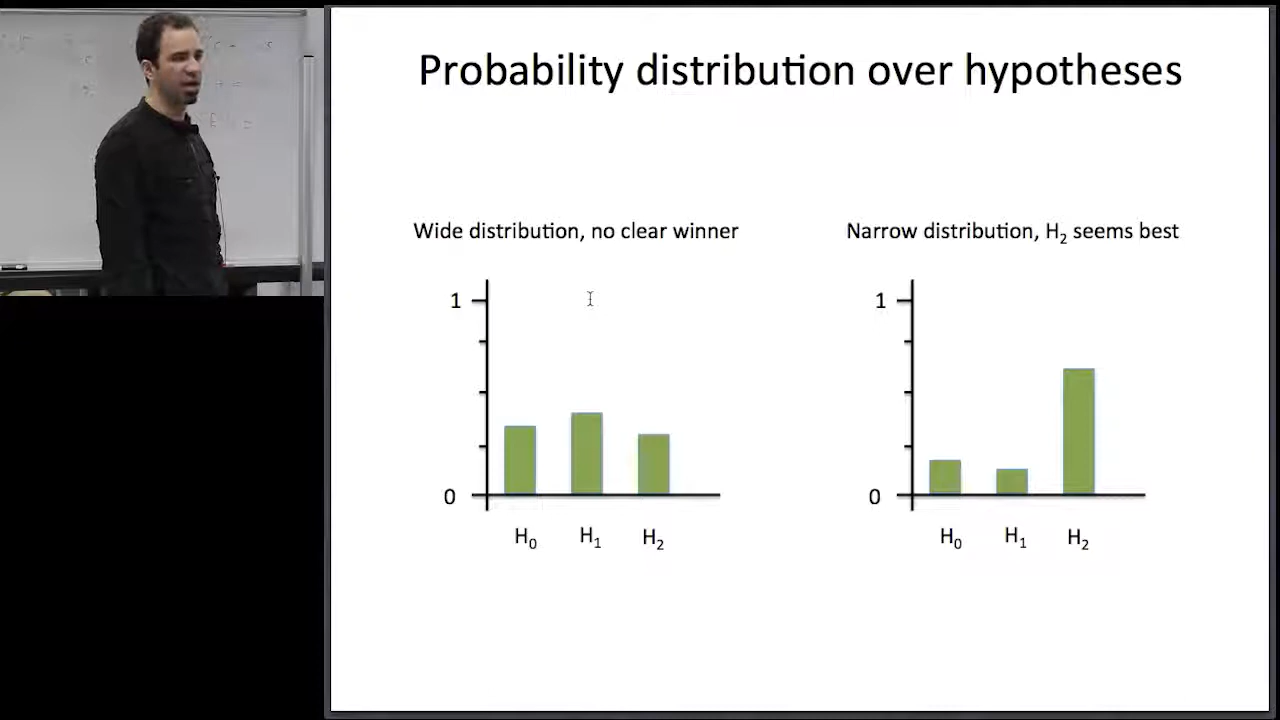 Probability distribution over hypotheses
Wide distribution, no clear winner
Narrow distribution, H₂ seems best
1
0
H₀ H₁ H₂
1
0
H₀ H₁ H₂